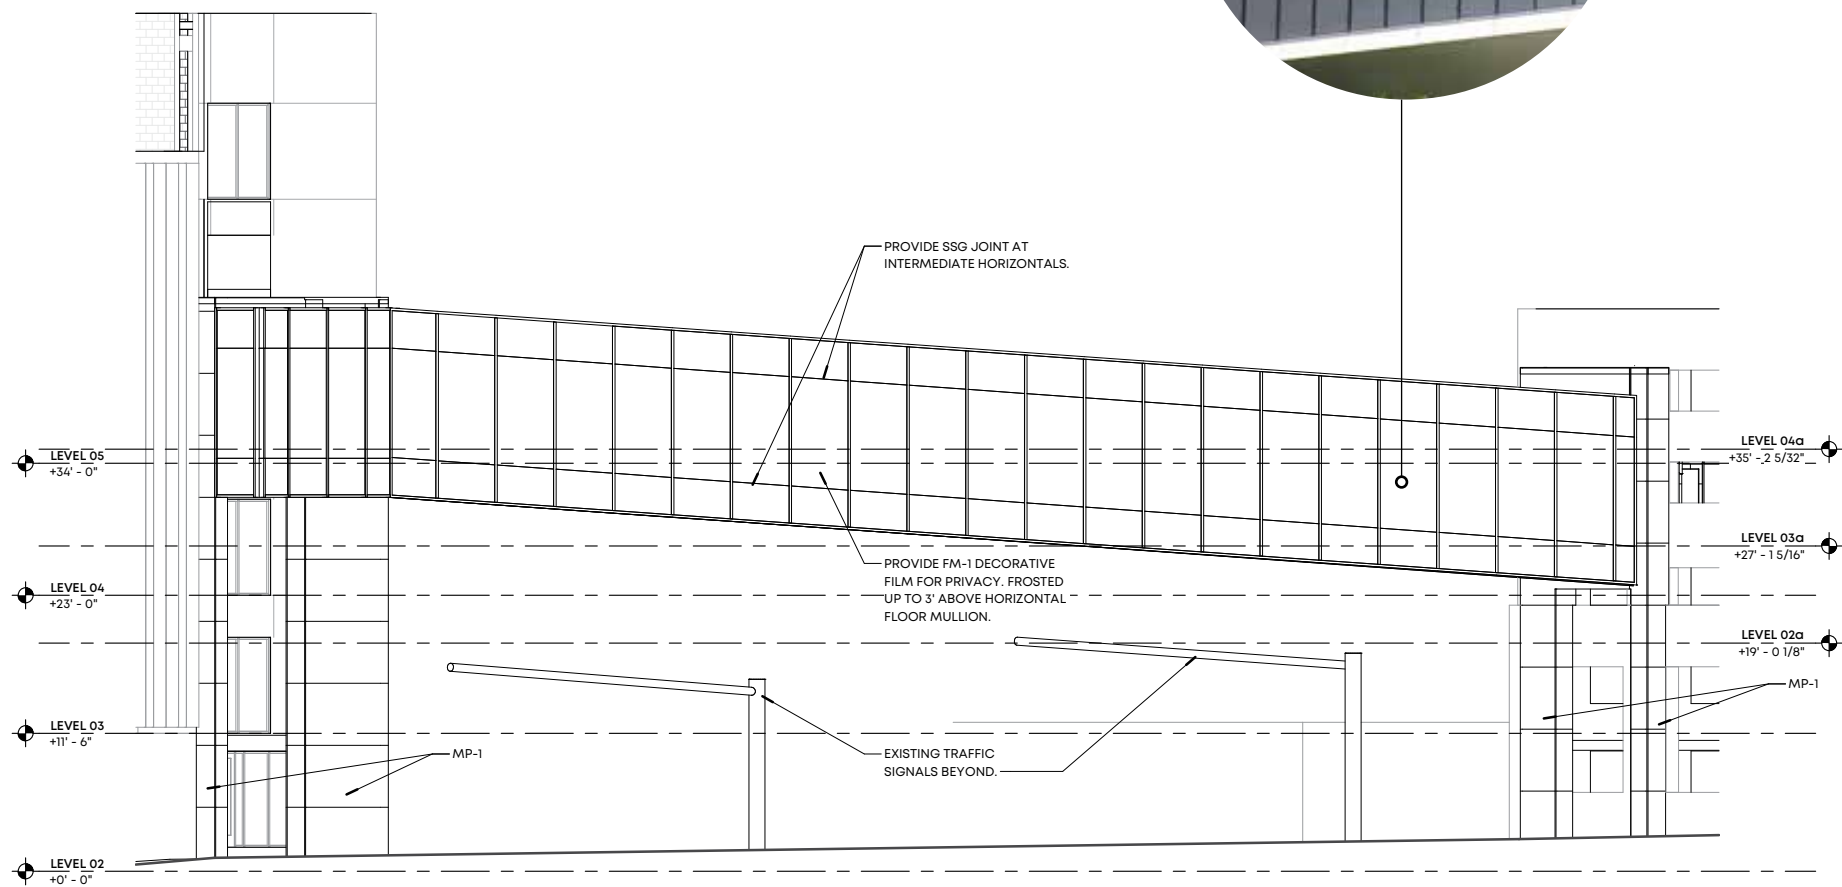 PROVIDE SSG JOINT AT
INTERMEDIATE HORIZONTALS.
LEVEL 05
+34' - 0"
LEVEL 04a
+35' - 2 5/32"
LEVEL 03a
+27' - 1 5/16"
PROVIDE FM-1 DECORATIVE
FILM FOR PRIVACY. FROSTED
UP TO 3' ABOVE HORIZONTAL
FLOOR MULLION.
LEVEL 04
+23' - 0"
LEVEL 02a
+19' - 0 1/8"
MP-1
LEVEL 03
+11' - 6"
MP-1
EXISTING TRAFFIC
SIGNALS BEYOND.
LEVEL 02
+0' - 0"